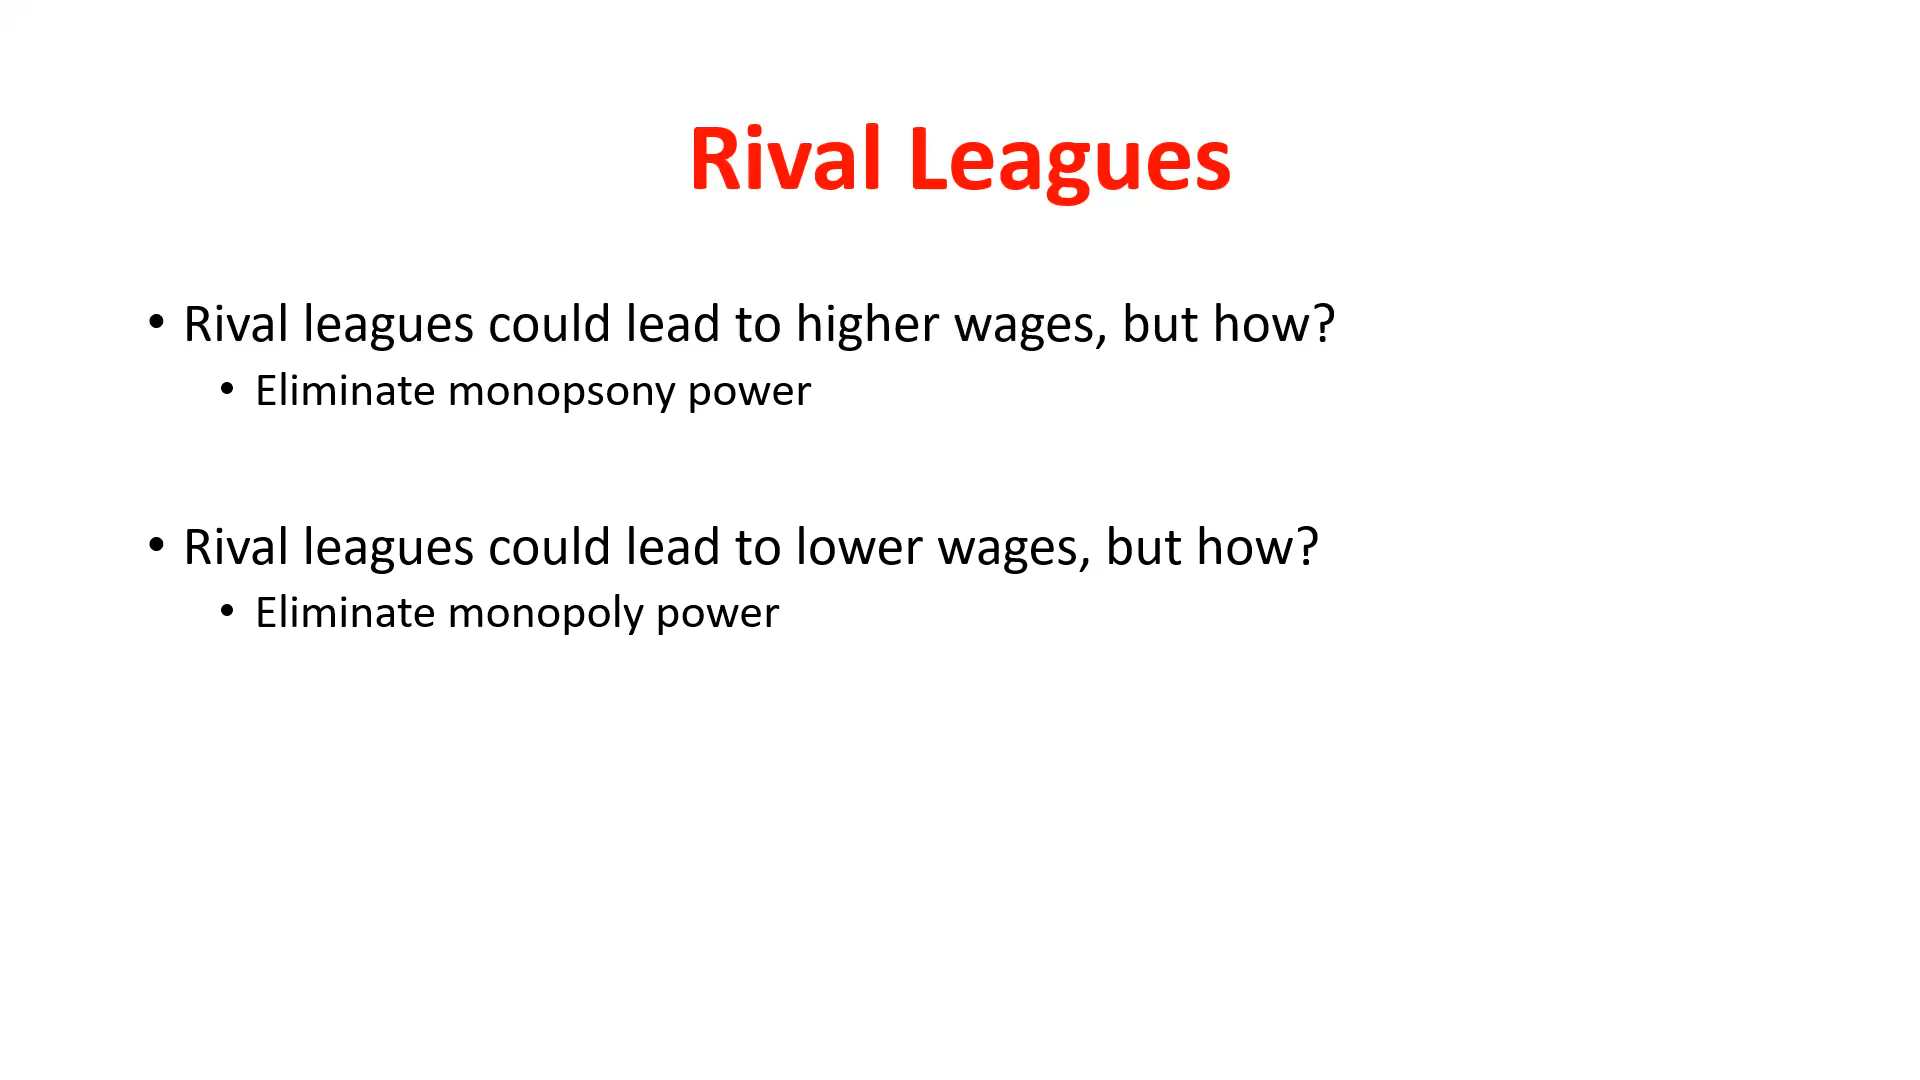 Rival Leagues
• Rival leagues could lead to higher wages, but how?
• Eliminate monopsony power
• Rival leagues could lead to lower wages, but how?
• Eliminate monopoly power